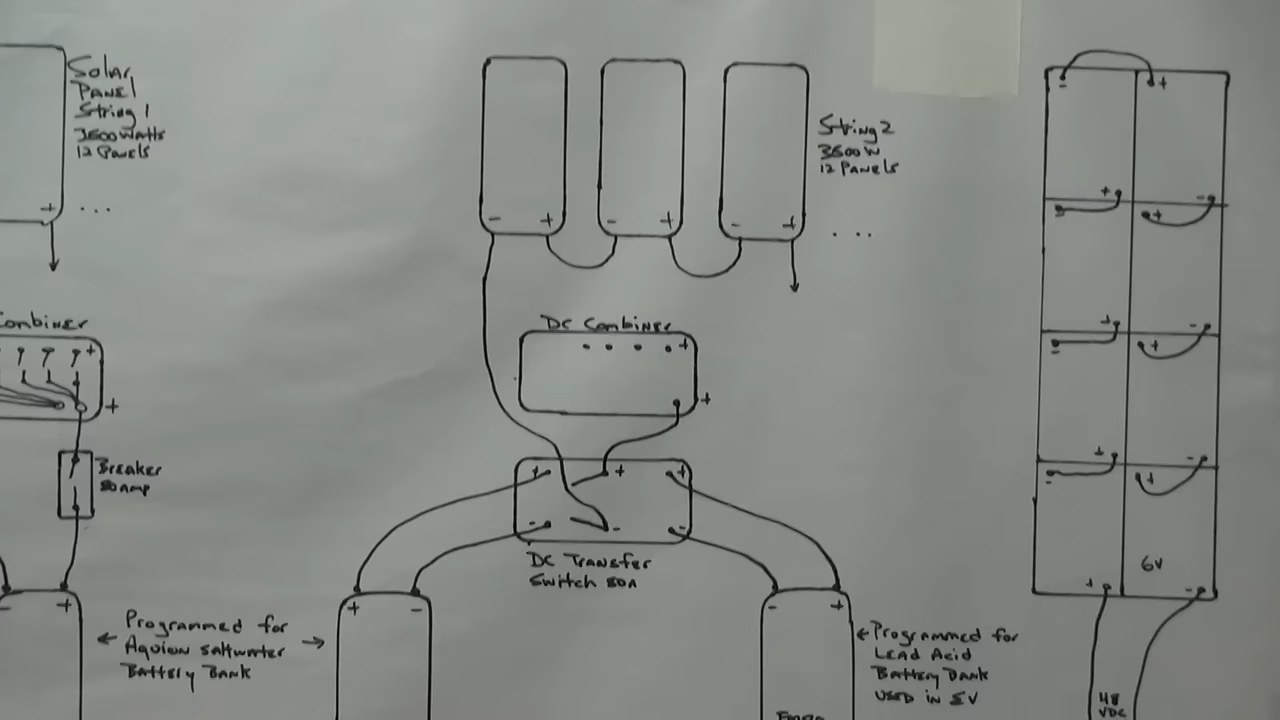 Solar
PANEl
String 1
3600 Watts
12 Panels
+ ...
String 2
3600 W
12 PANELS
...
- + - + - +
Combiner
+
+
Breaker
80 amp
- +
DC Combiner
+
+
+ + +
- - -
DC TRANSfer
Switch 80A
+ -
- +
Programmed for
Aquion Saltwater
BATTERY BANK
Programmed for
LEAD Acid
BATTERY BANK
USED IN EV
- +
+ -
- +
+ -
- +
+ -
- +
6V
+ -
48
VDC